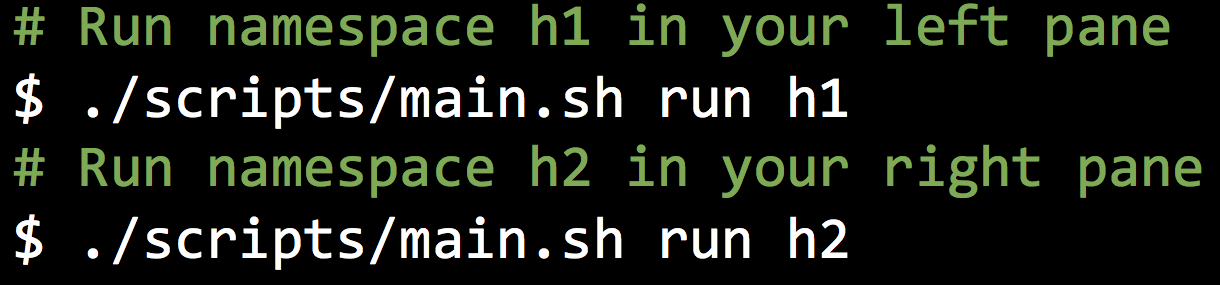 # Run namespace h1 in your left pane
$ ./scripts/main.sh run h1
# Run namespace h2 in your right pane
$ ./scripts/main.sh run h2